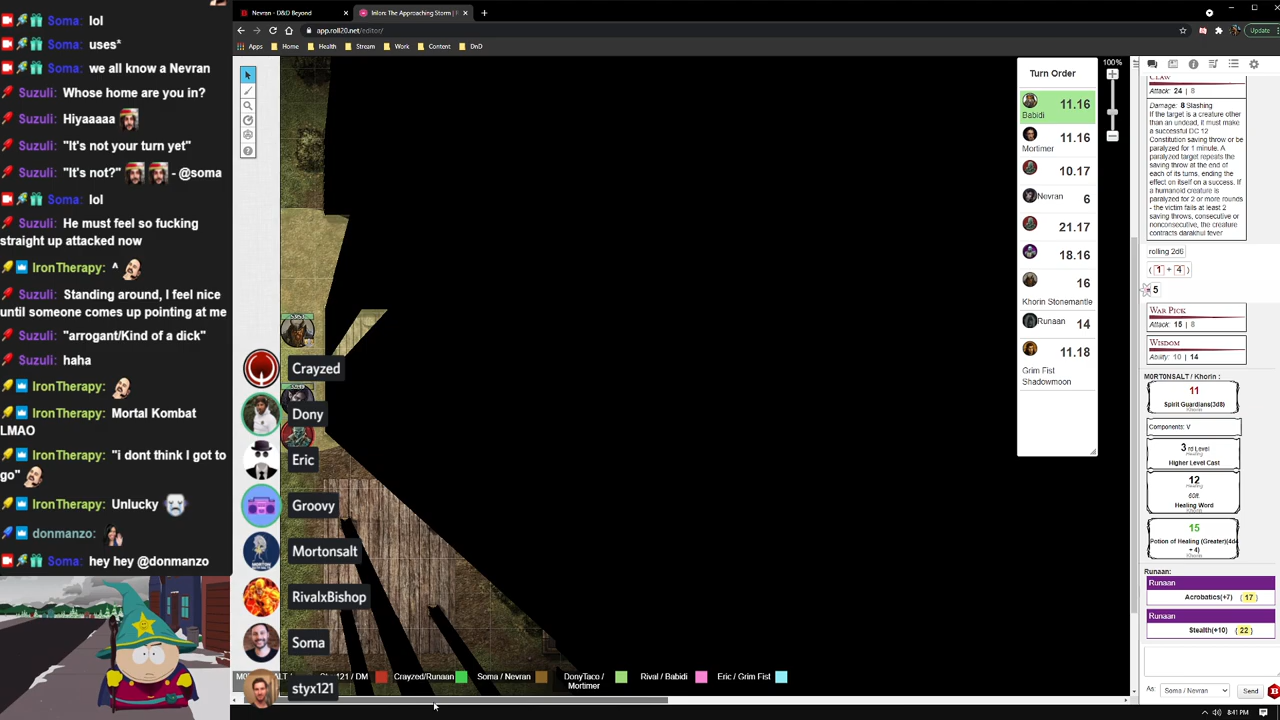 Soma: lol
Soma: uses*
Soma: we all know a Nevran
Suzuli: Whose home are you in?
Suzuli: Hiyaaaaa
Suzuli: "It's not your turn yet"
Suzuli: "It's not?" - @soma
Soma: lol
Suzuli: He must feel so fucking
straight up attacked now
IronTherapy: ^
Suzuli: Standing around, I feel nice
until someone comes up pointing at me
Suzuli: "arrogant/Kind of a dick"
Suzuli: haha
IronTherapy:
IronTherapy: Mortal Kombat
LMAO
IronTherapy: "i dont think I got to
go"
IronTherapy: Unlucky
donmanzo:
Soma: hey hey @donmanzo
Nevran - D&D Beyond
Inilon: The Approaching Storm |
app.roll20.net/editor/
Update
Apps
Home
Health
Stream
Work
Content
DnD
100%
Turn Order
11.16
Babidi
11.16
Mortimer
10.17
Nevran 6
21.17
18.16
16
Khorin Stonemantle
Runaan 14
11.18
Grim Fist
Shadowmoon
Crayzed
Dony
Eric
Groovy
Mortonsalt
RivalxBishop
Soma
styx121
Crayzed/Runaan
Soma / Nevran
DonyTaco /
Mortimer
Rival / Babidi
Eric / Grim Fist
CLAW
Attack: 24 | 8
Damage: 8 Slashing
If the target is a creature other
than an undead, it must make
a successful DC 12
Constitution saving throw or be
paralyzed for 1 minute. A
paralyzed target repeats the
saving throw at the end of
each of its turns, ending the
effect on itself on a success. If
a humanoid creature is
paralyzed for 2 or more rounds
- the victim fails at least 2
saving throws, consecutive or
nonconsecutive, the creature
contracts darakhul fever
rolling 2d6
( 1 + 4 )
5
WAR PICK
Attack: 15 | 8
WISDOM
Ability: 10 | 14
M0RT0NSALT / Khorin :
11
Spirit Guardians(3d8)
Khorin
Components: V
3 rd Level
Healing
Higher Level Cast
12
Healing
60ft
Healing Word
Khorin
15
Potion of Healing (Greater)(4d4
+ 4)
Khorin
Runaan:
Runaan
Acrobatics(+7) ( 17 )
Runaan
Stealth(+10) ( 22 )
As:
Soma / Nevran
Send
8:41 PM